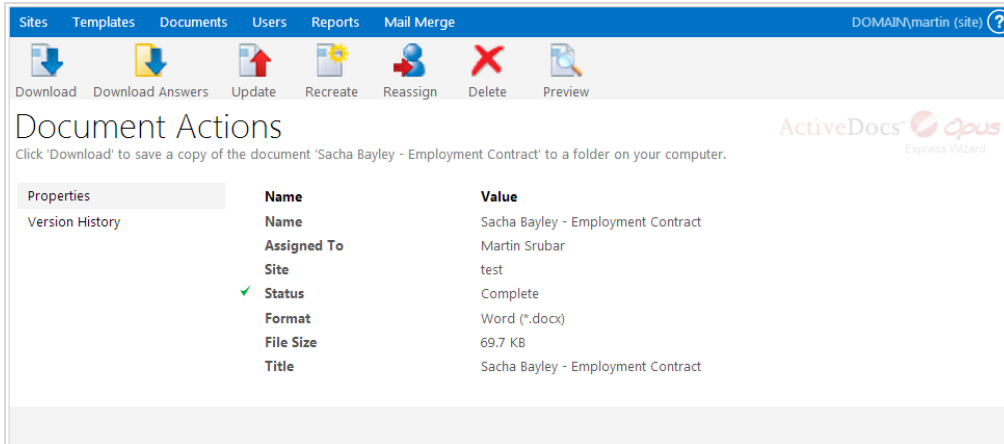 Sites Templates Documents Users Reports Mail Merge DOMAIN\martin (site) ?
Download Download Answers Update Recreate Reassign Delete Preview
Document Actions
ActiveDocs™ Opus
Express Wizard
Click 'Download' to save a copy of the document 'Sacha Bayley - Employment Contract' to a folder on your computer.
Properties
Version History
Name Value
Name Sacha Bayley - Employment Contract
Assigned To Martin Srubar
Site test
Status Complete
Format Word (*.docx)
File Size 69.7 KB
Title Sacha Bayley - Employment Contract